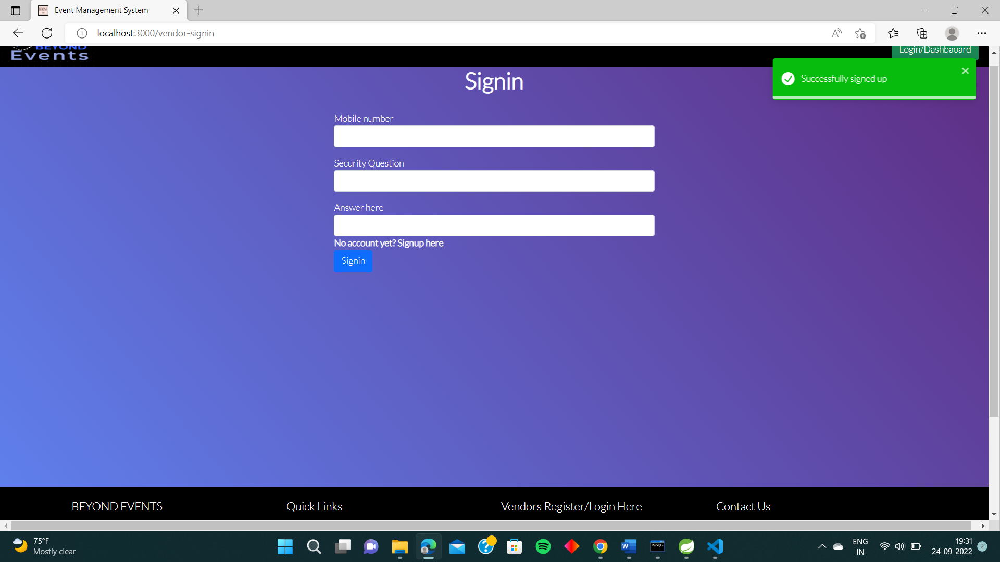 Event Management System
localhost:3000/vendor-signin
BEYOND
Events
Login/Dashbaoard
Successfully signed up
Signin
Mobile number
Security Question
Answer here
No account yet? Signup here
Signin
BEYOND EVENTS
Quick Links
Vendors Register/Login Here
Contact Us
75°F
Mostly clear
ENG
IN
19:31
24-09-2022
2